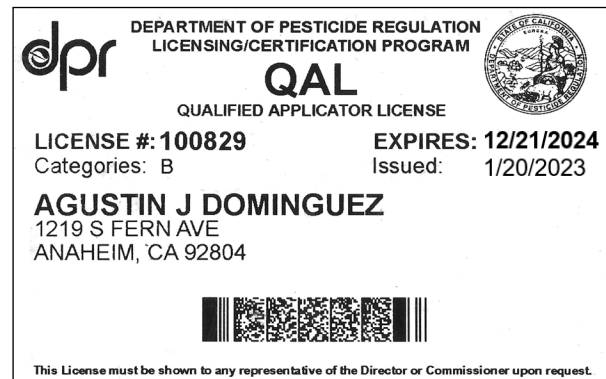 dpr
DEPARTMENT OF PESTICIDE REGULATION
LICENSING/CERTIFICATION PROGRAM
QAL
QUALIFIED APPLICATOR LICENSE
LICENSE #: 100829 EXPIRES: 12/21/2024
Categories: B Issued: 1/20/2023
AGUSTIN J DOMINGUEZ
1219 S FERN AVE
ANAHEIM, CA 92804
This License must be shown to any representative of the Director or Commissioner upon request.